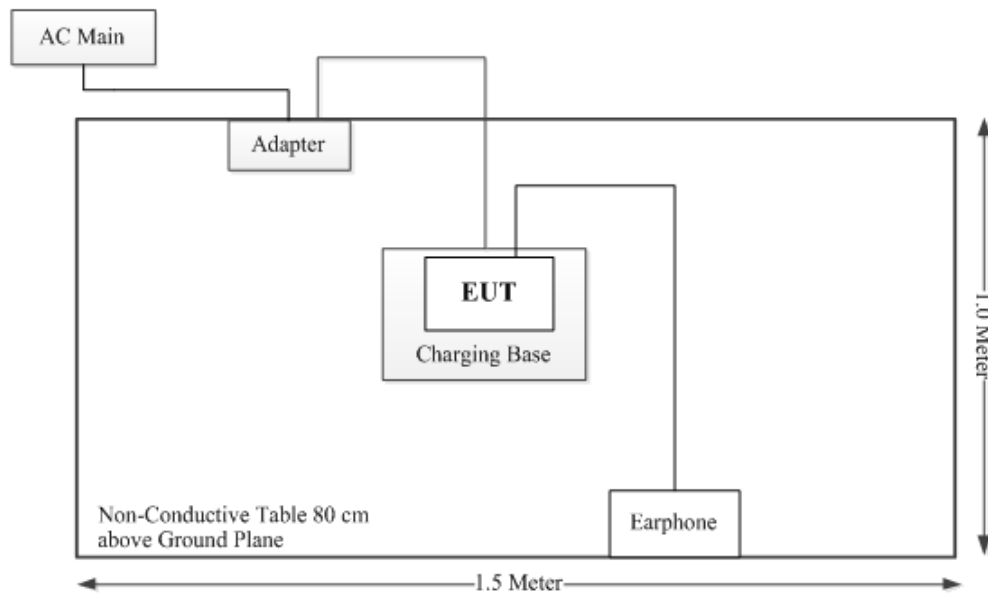 AC Main
Adapter
EUT
Charging Base
1.0 Meter
Non-Conductive Table 80 cm
above Ground Plane
Earphone
1.5 Meter